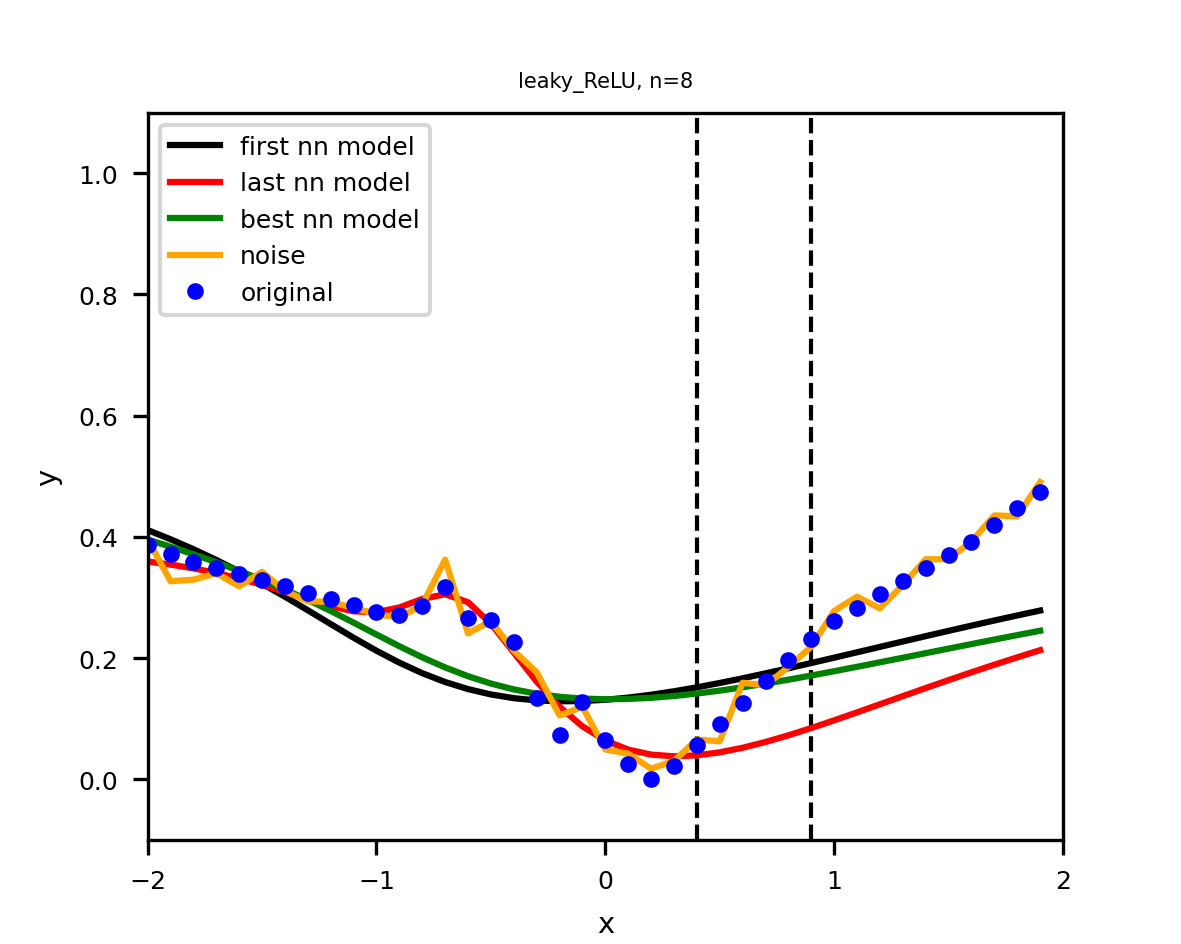 leaky_ReLU, n=8
first nn model
last nn model
best nn model
noise
original
1.0
0.8
0.6
0.4
0.2
0.0
y
−2
−1
0
1
2
x